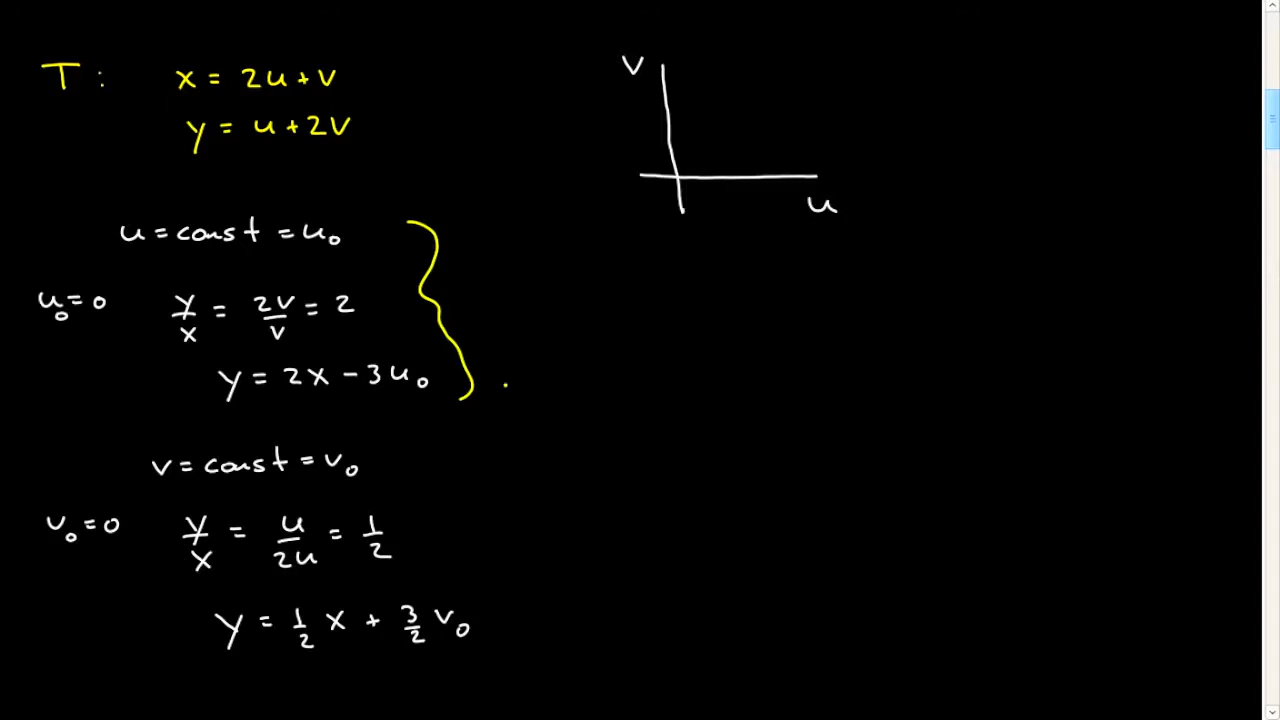 T: x = 2u + v
y = u + 2v
u = const = u₀
u₀ = 0 y/x = 2v/v = 2
y = 2x - 3u₀
v = const = v₀
v₀ = 0 y/x = u/2u = 1/2
y = 1/2 x + 3/2 v₀
v
u